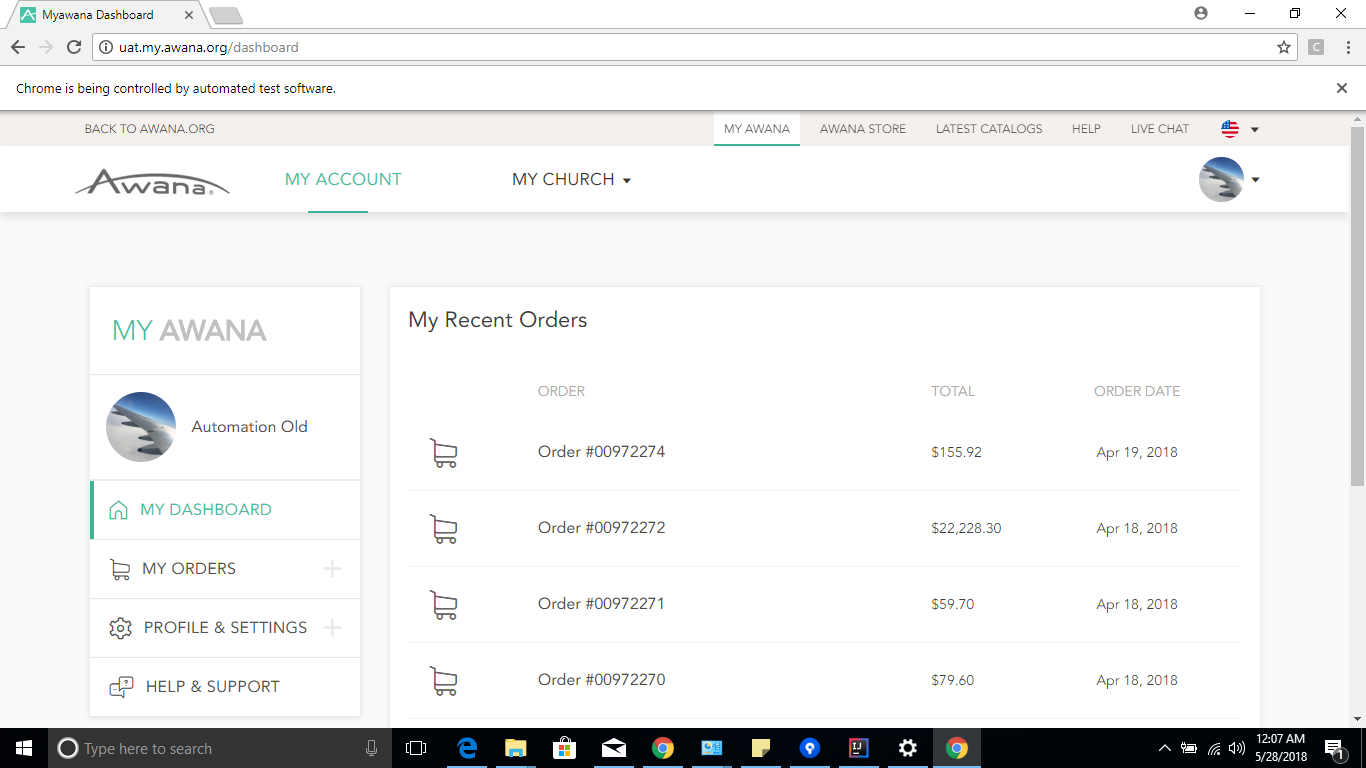 Myawana Dashboard
uat.my.awana.org/dashboard
C
Chrome is being controlled by automated test software.
BACK TO AWANA.ORG
MY AWANA
AWANA STORE
LATEST CATALOGS
HELP
LIVE CHAT
Awana®
MY ACCOUNT
MY CHURCH
MY AWANA
Automation Old
MY DASHBOARD
MY ORDERS
PROFILE & SETTINGS
HELP & SUPPORT
My Recent Orders
ORDER TOTAL ORDER DATE
Order #00972274 $155.92 Apr 19, 2018
Order #00972272 $22,228.30 Apr 18, 2018
Order #00972271 $59.70 Apr 18, 2018
Order #00972270 $79.60 Apr 18, 2018
Type here to search
IJ
12:07 AM
5/28/2018
1